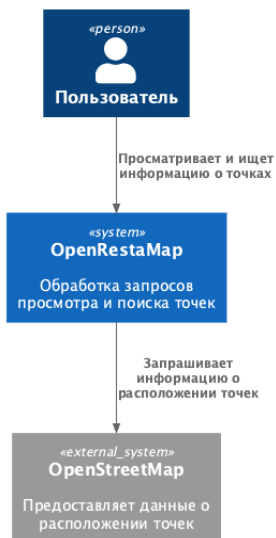 «person»
Пользователь
Просматривает и ищет
информацию о точках
«system»
OpenRestaMap
Обработка запросов
просмотра и поиска точек
Запрашивает
информацию о
расположении точек
«external_system»
OpenStreetMap
Предоставляет данные о
расположении точек